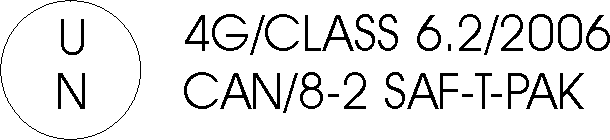 U
N
4G/CLASS 6.2/2006
CAN/8-2 SAF-T-PAK